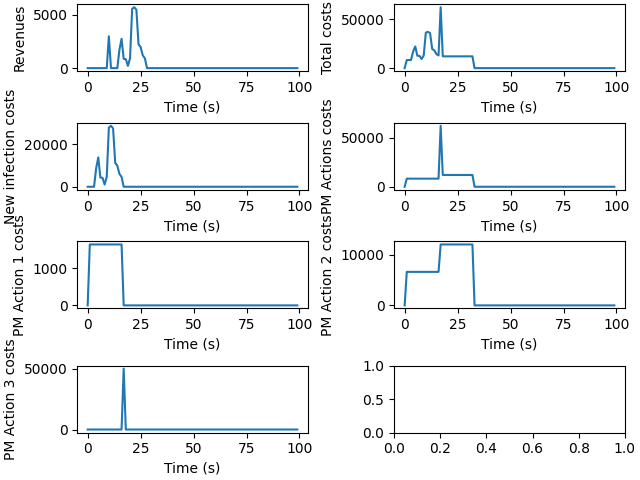 Revenues
5000
0
0 25 50 75 100
Time (s)
Total costs
50000
0
0 25 50 75 100
Time (s)
New infection costs
20000
0
0 25 50 75 100
Time (s)
PM Actions costs
50000
0
0 25 50 75 100
Time (s)
PM Action 1 costs
1000
0
0 25 50 75 100
Time (s)
PM Action 2 costs
10000
0
0 25 50 75 100
Time (s)
PM Action 3 costs
50000
0
0 25 50 75 100
Time (s)
1.0
0.5
0.0
0.0 0.2 0.4 0.6 0.8 1.0